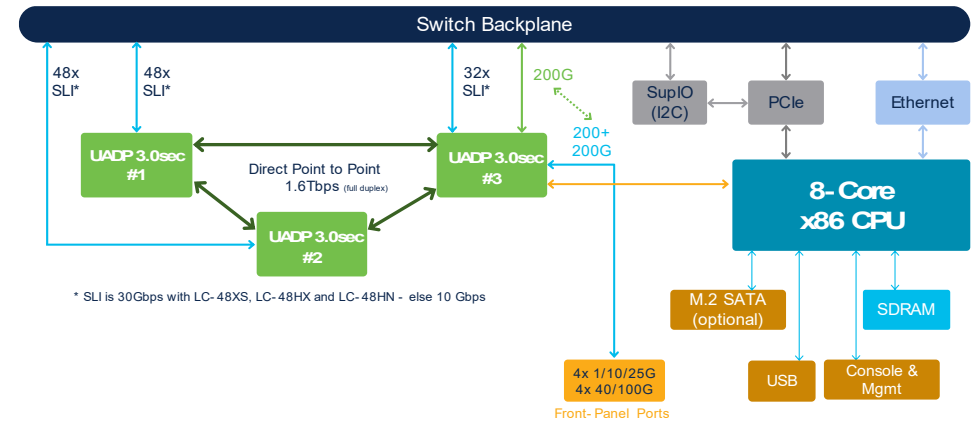 Switch Backplane
48x
SLI*
48x
SLI*
32x
SLI*
200G
200+
200G
SupIO
(I2C)
PCIe
Ethernet
UADP 3.0sec
#1
Direct Point to Point
1.6Tbps (full duplex)
UADP 3.0sec
#3
8-Core
x86 CPU
UADP 3.0sec
#2
* SLI is 30Gbps with LC-48XS, LC-48HX and LC-48HN - else 10 Gbps
M.2 SATA
(optional)
SDRAM
4x 1/10/25G
4x 40/100G
Front-Panel Ports
USB
Console &
Mgmt